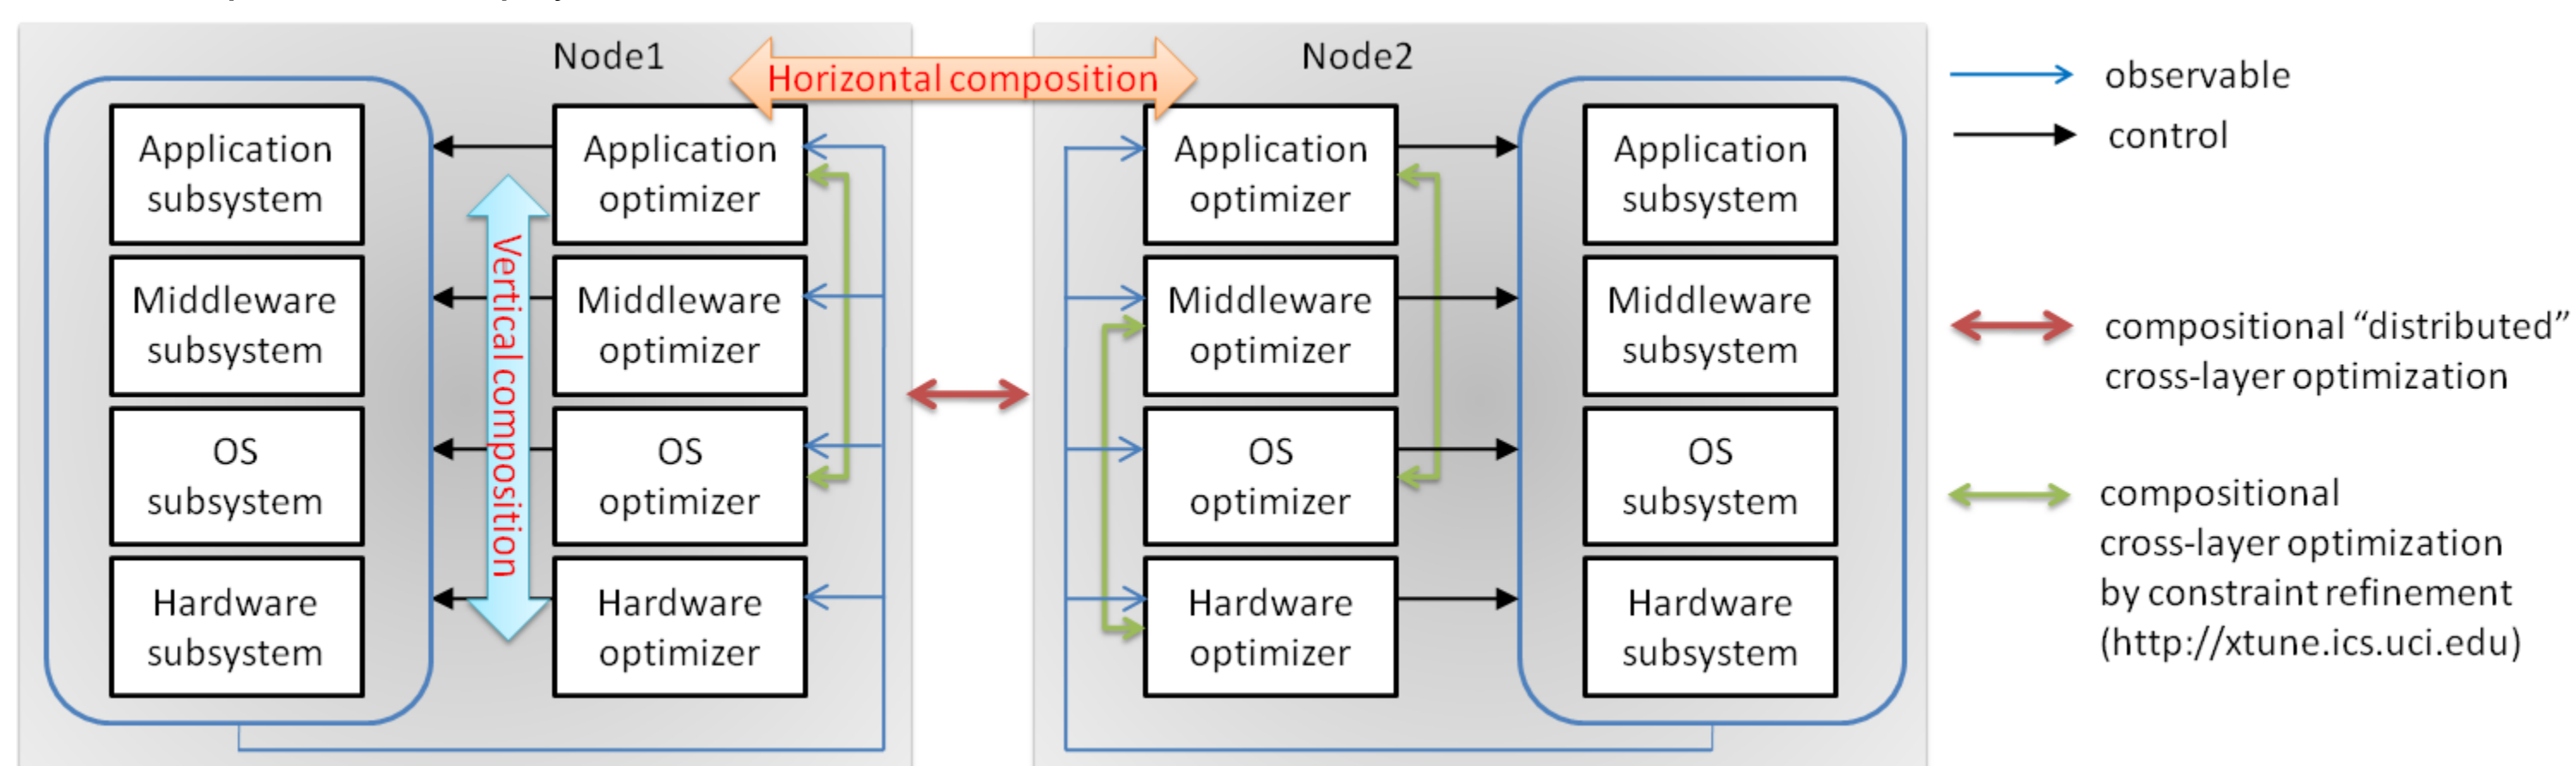 Node1
Horizontal composition
Node2
Application
subsystem
Middleware
subsystem
OS
subsystem
Hardware
subsystem
Vertical composition
Application
optimizer
Middleware
optimizer
OS
optimizer
Hardware
optimizer
Application
optimizer
Middleware
optimizer
OS
optimizer
Hardware
optimizer
Application
subsystem
Middleware
subsystem
OS
subsystem
Hardware
subsystem
observable
control
compositional “distributed”
cross-layer optimization
compositional
cross-layer optimization
by constraint refinement
(http://xtune.ics.uci.edu)